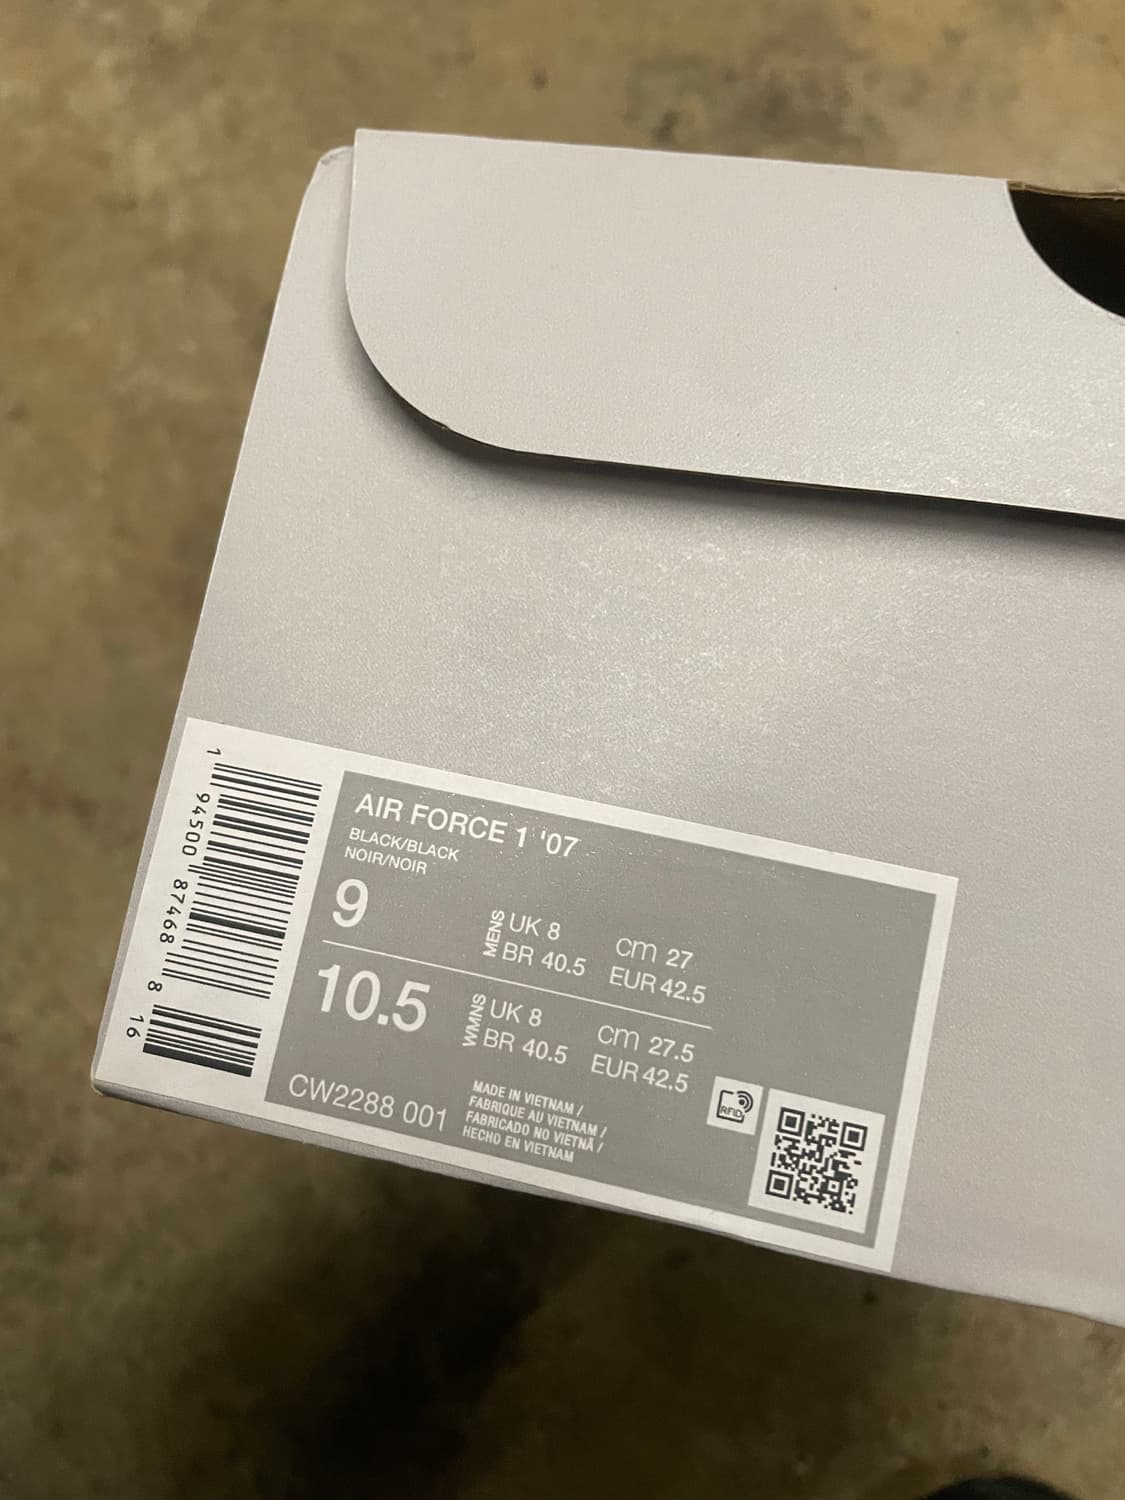 AIR FORCE 1 '07
BLACK/BLACK
NOIR/NOIR
9
MENS
UK 8
cm 27
BR 40.5
EUR 42.5
10.5
WMNS
UK 8
cm 27.5
BR 40.5
EUR 42.5
CW2288 001
MADE IN VIETNAM /
FABRIQUE AU VIETNAM /
FABRICADO NO VIETNÃ /
HECHO EN VIETNAM
RFID
1 94500 87468 8
16